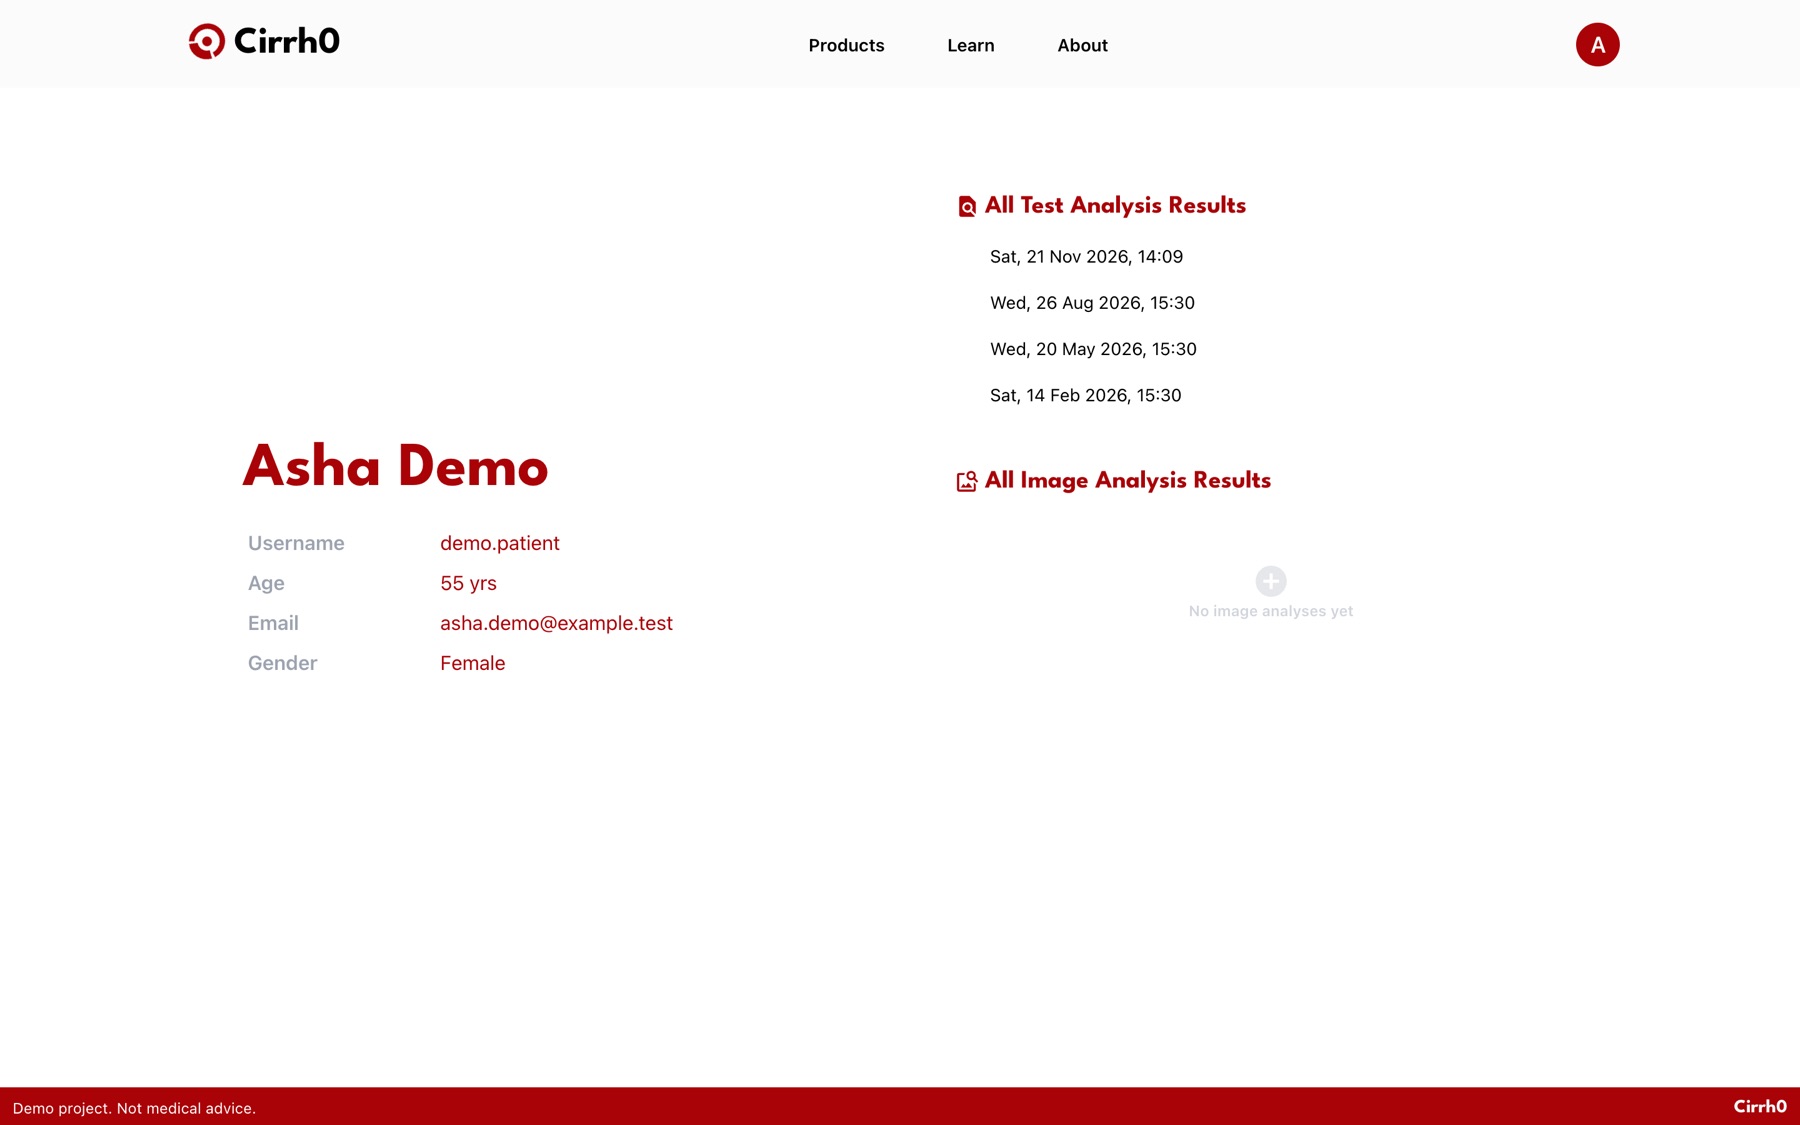 Cirrh0
Products
Learn
About
A
Asha Demo
Username demo.patient
Age 55 yrs
Email asha.demo@example.test
Gender Female
All Test Analysis Results
Sat, 21 Nov 2026, 14:09
Wed, 26 Aug 2026, 15:30
Wed, 20 May 2026, 15:30
Sat, 14 Feb 2026, 15:30
All Image Analysis Results
No image analyses yet
Demo project. Not medical advice.
Cirrh0